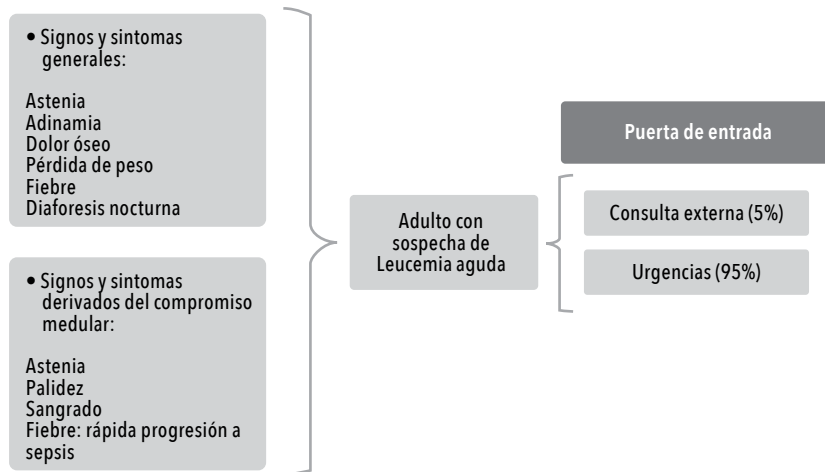 • Signos y sintomas
generales:
Astenia
Adinamia
Dolor óseo
Pérdida de peso
Fiebre
Diaforesis nocturna
• Signos y sintomas
derivados del compromiso
medular:
Astenia
Palidez
Sangrado
Fiebre: rápida progresión a
sepsis
Adulto con
sospecha de
Leucemia aguda
Puerta de entrada
Consulta externa (5%)
Urgencias (95%)